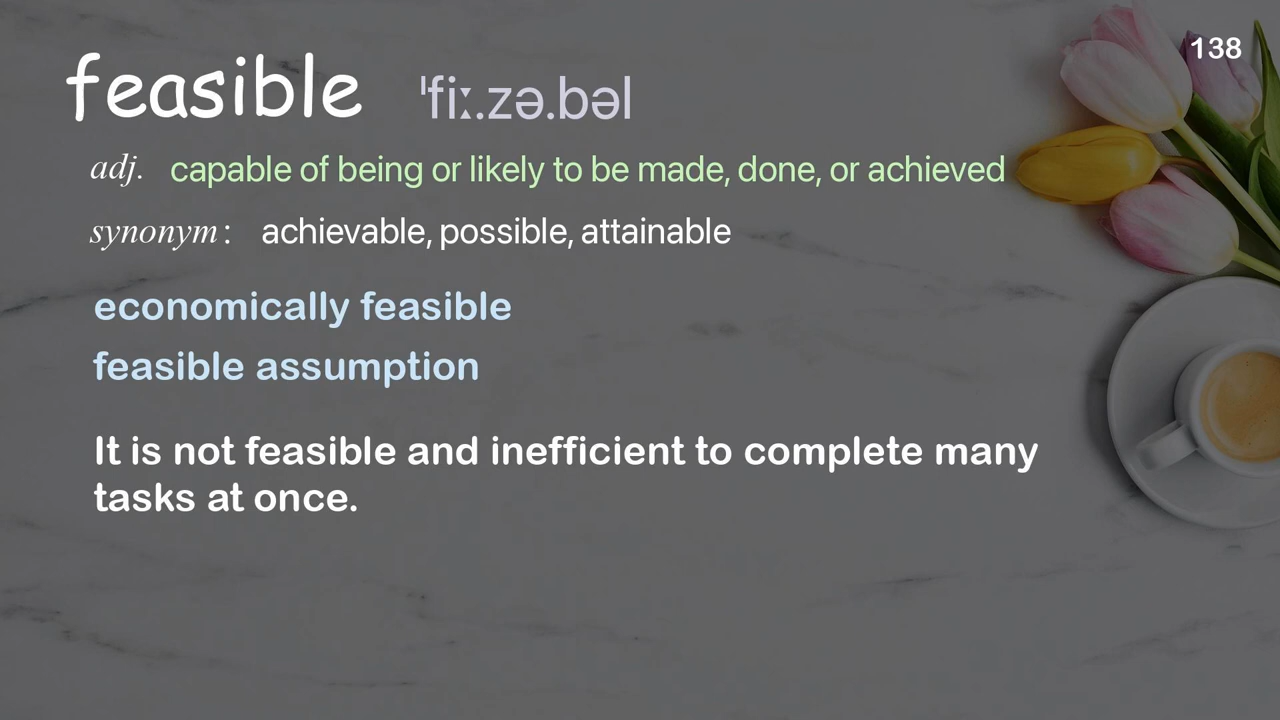 138
feasible ˈfiː.zə.bəl
adj. capable of being or likely to be made, done, or achieved
synonym: achievable, possible, attainable
economically feasible
feasible assumption
It is not feasible and inefficient to complete many
tasks at once.